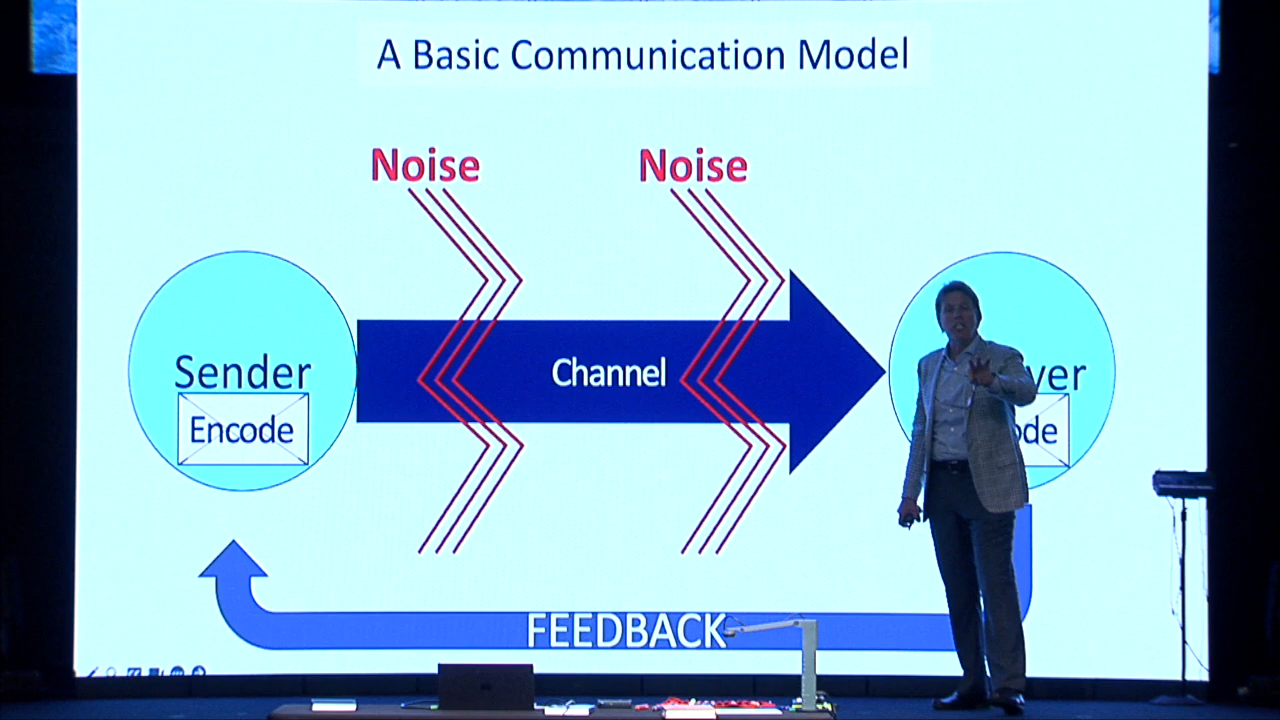 A Basic Communication Model
Noise Noise
Sender
Channel
Encode
FEEDBACK